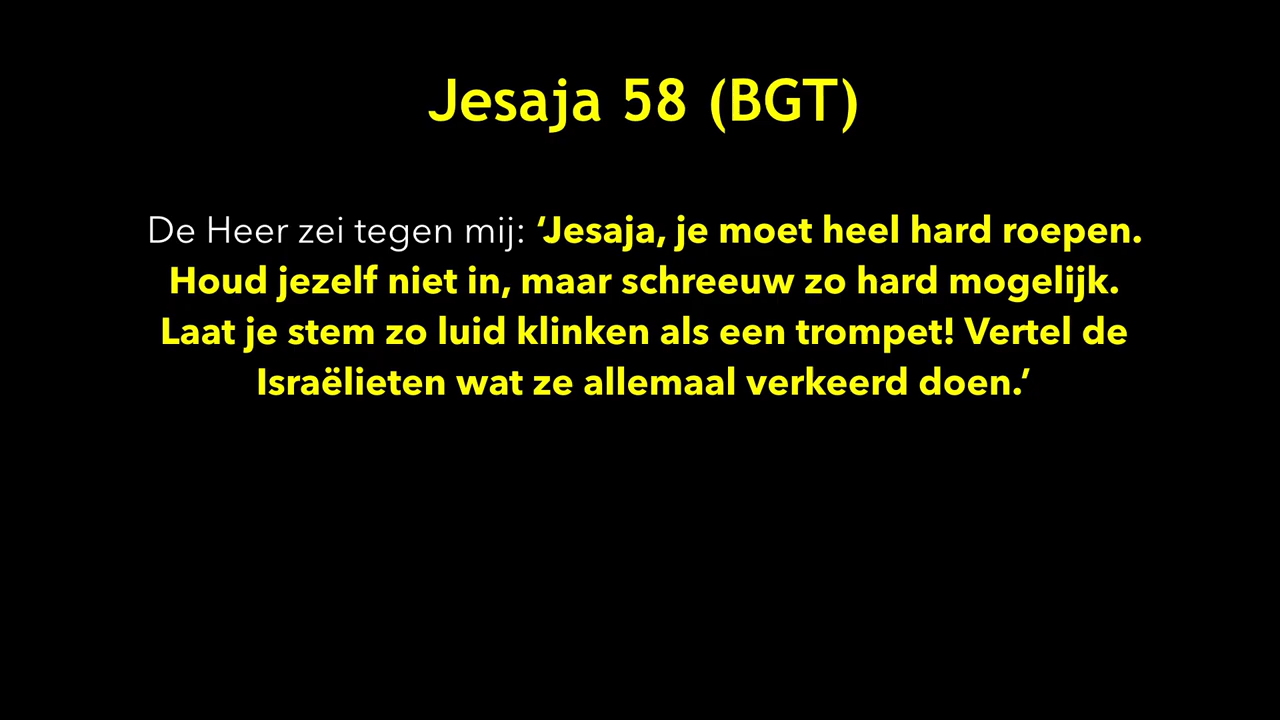 Jesaja 58 (BGT)
De Heer zei tegen mij: ‘Jesaja, je moet heel hard roepen.
Houd jezelf niet in, maar schreeuw zo hard mogelijk.
Laat je stem zo luid klinken als een trompet! Vertel de
Israëlieten wat ze allemaal verkeerd doen.’